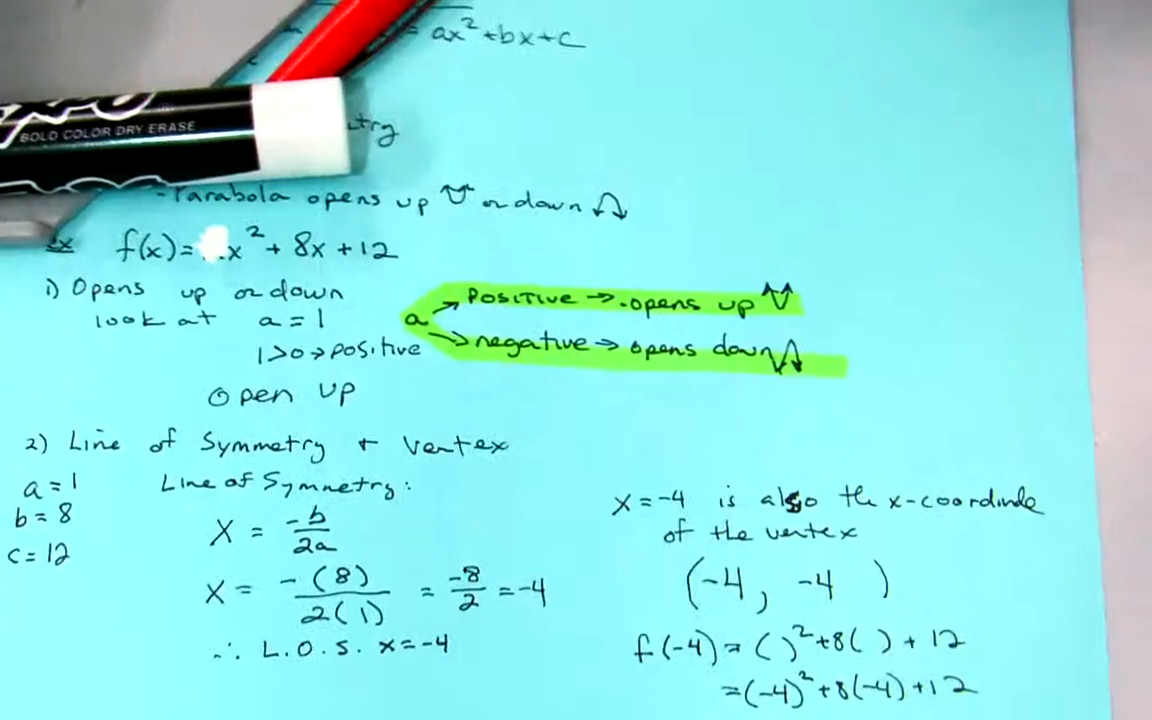 = ax² + bx + c
BOLD COLOR DRY ERASE
- Parabola opens up or down
Ex f(x) = x² + 8x + 12
1) Opens up or down
look at a = 1
1 > 0 → positive
Open up
a
→ POSITIVE → opens up
→ negative → opens down
2) Line of Symmetry + Vertex
a = 1
b = 8
c = 12
Line of Symmetry:
X = -b/2a
X = -(8)/2(1) = -8/2 = -4
∴ L.O.S. x = -4
x = -4 is also the x-coordinate
of the vertex
(-4, -4 )
f(-4) = ( )² + 8( ) + 12
= (-4)² + 8(-4) + 12